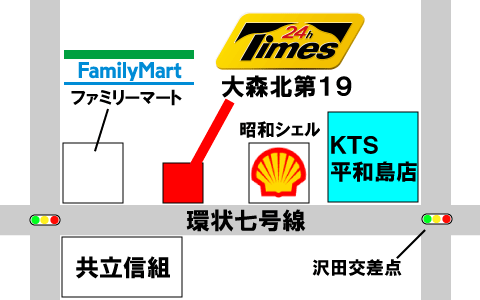 24h
Times
大森北第19
FamilyMart
ファミリーマート
昭和シェル
KTS
平和島店
環状七号線
共立信組
沢田交差点